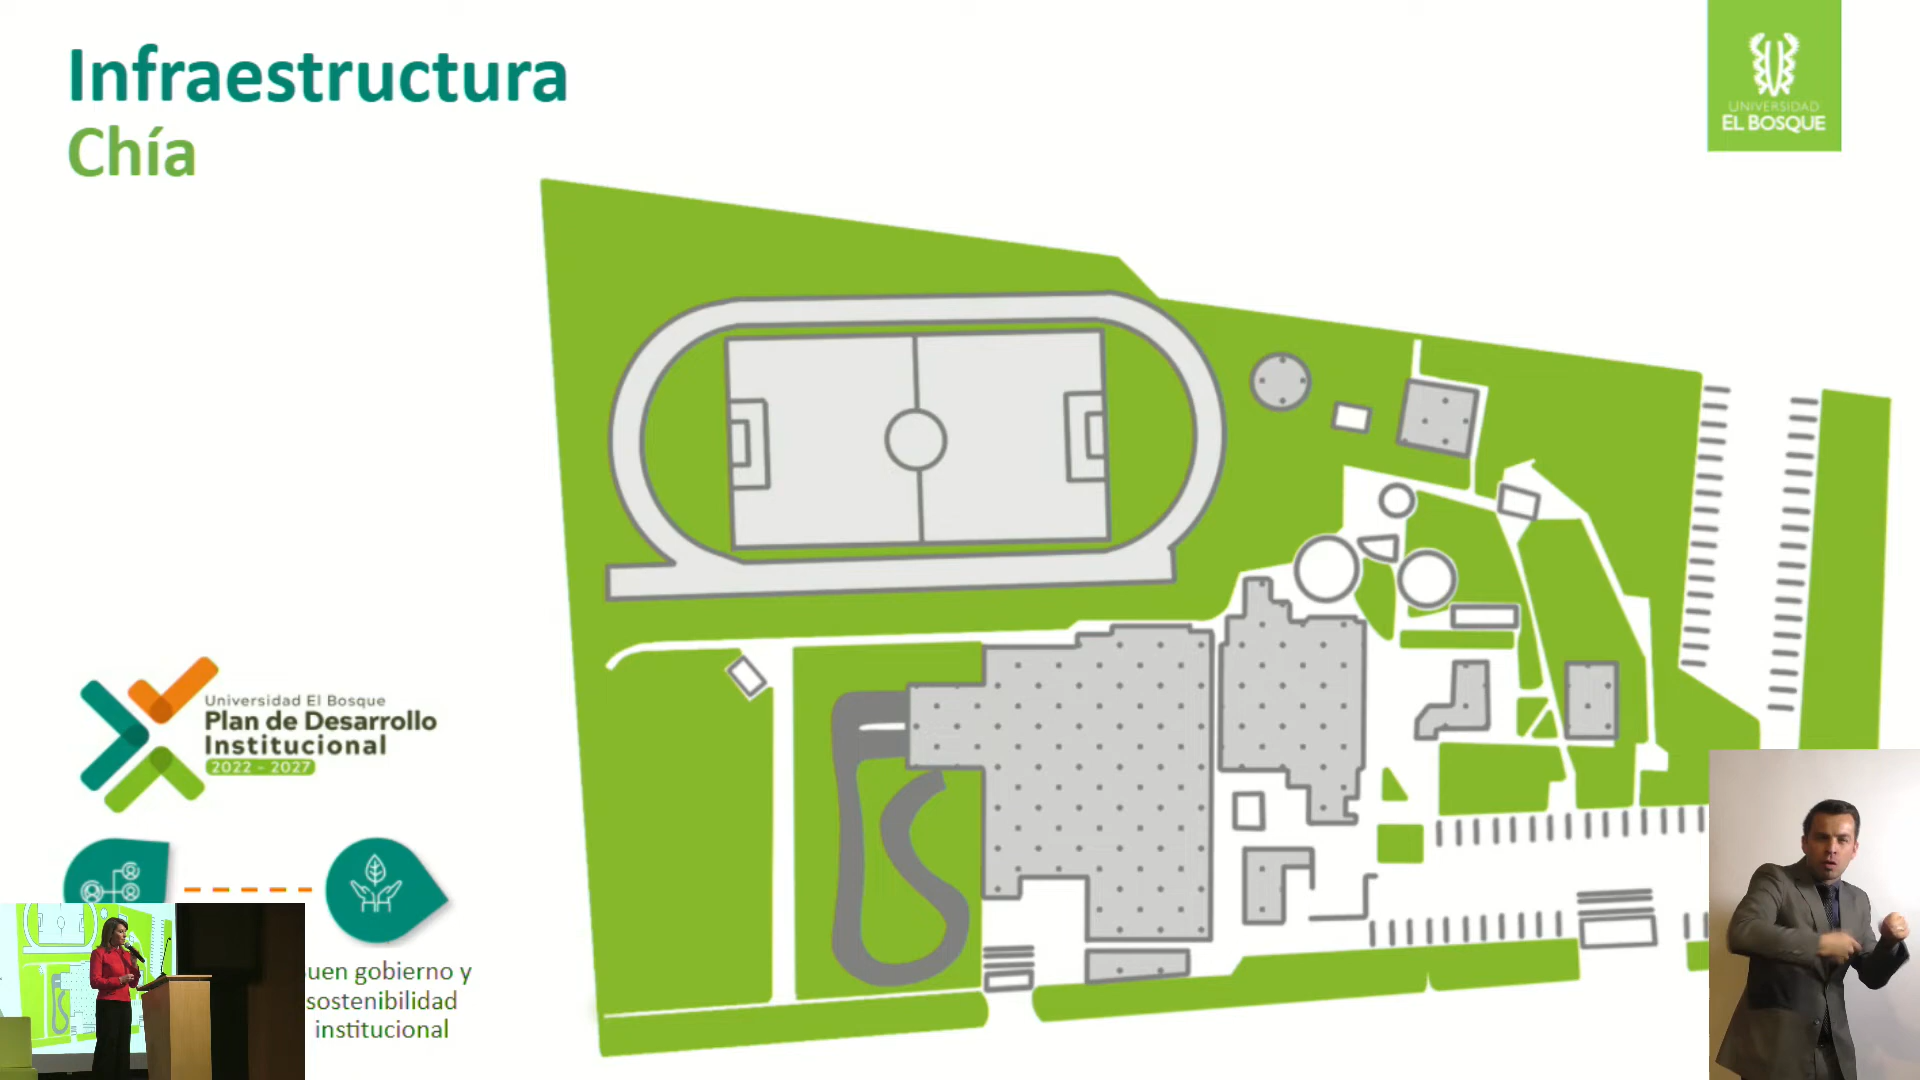 Infraestructura
Chía
UNIVERSIDAD
EL BOSQUE
Universidad El Bosque
Plan de Desarrollo
Institucional
2022 - 2027
uen gobierno y
sostenibilidad
institucional